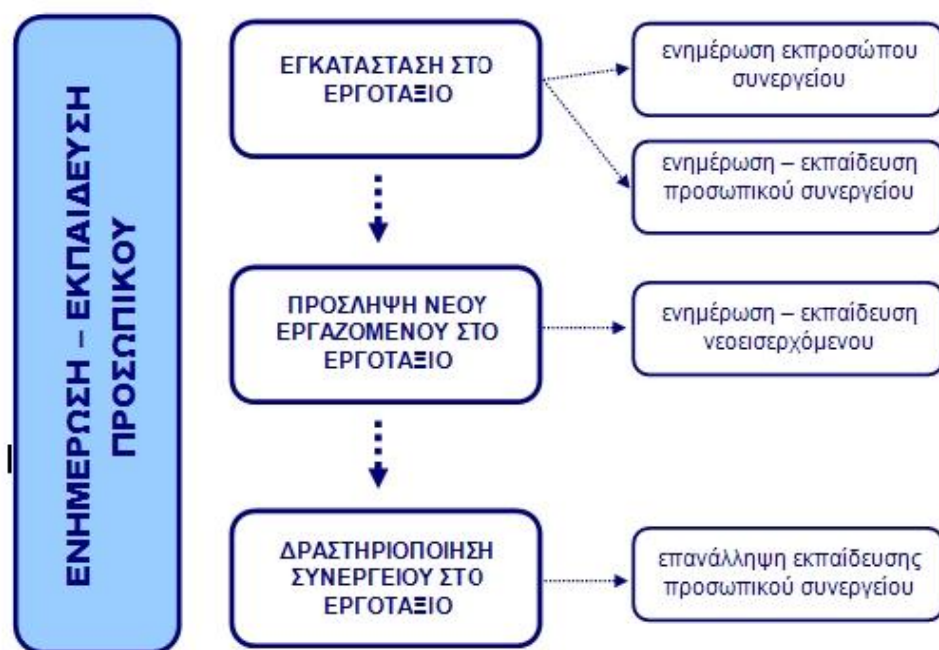 ΕΝΗΜΕΡΩΣΗ – ΕΚΠΑΙΔΕΥΣΗ
ΠΡΟΣΩΠΙΚΟΥ
ΕΓΚΑΤΑΣΤΑΣΗ ΣΤΟ
ΕΡΓΟΤΑΞΙΟ
ενημέρωση εκπροσώπου
συνεργείου
ενημέρωση – εκπαίδευση
προσωπικού συνεργείου
ΠΡΟΣΛΗΨΗ ΝΕΟΥ
ΕΡΓΑΖΟΜΕΝΟΥ ΣΤΟ
ΕΡΓΟΤΑΞΙΟ
ενημέρωση – εκπαίδευση
νεοεισερχόμενου
ΔΡΑΣΤΗΡΙΟΠΟΙΗΣΗ
ΣΥΝΕΡΓΕΙΟΥ ΣΤΟ
ΕΡΓΟΤΑΞΙΟ
επανάλληψη εκπαίδευσης
προσωπικού συνεργείου